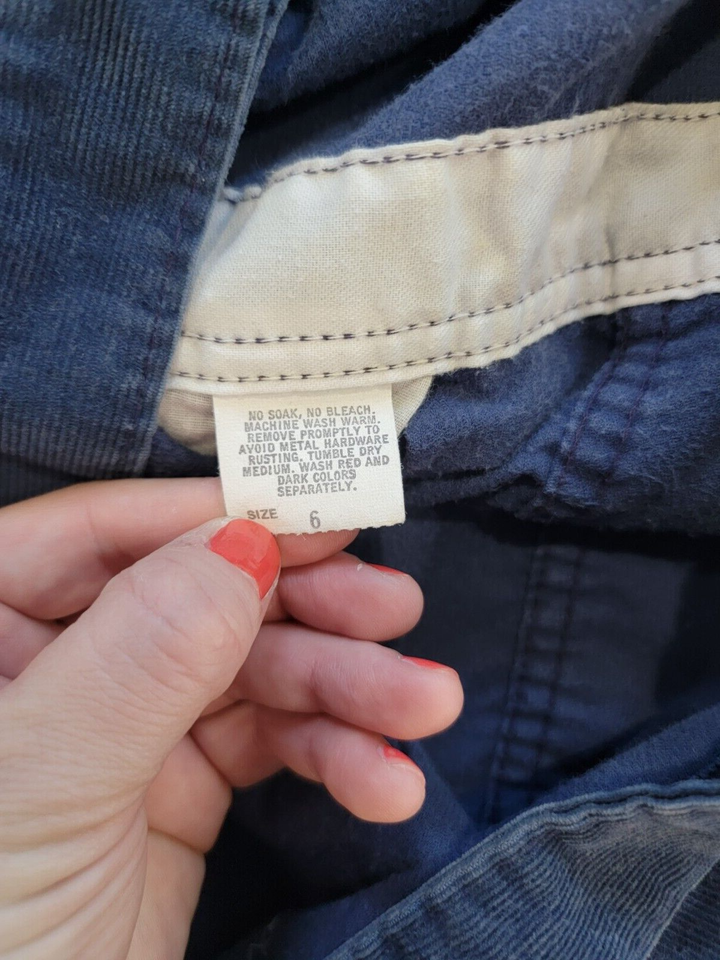 NO SOAK, NO BLEACH.
MACHINE WASH WARM.
REMOVE PROMPTLY TO
AVOID METAL HARDWARE
RUSTING. TUMBLE DRY
MEDIUM. WASH RED AND
DARK COLORS
SEPARATELY.
SIZE 6